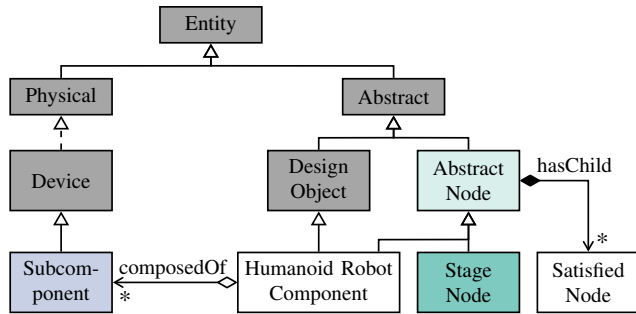 Entity
Physical
Abstract
Device
Design
Object
Abstract
Node
hasChild
*
Subcom-
ponent
composedOf
*
Humanoid Robot
Component
Stage
Node
Satisfied
Node